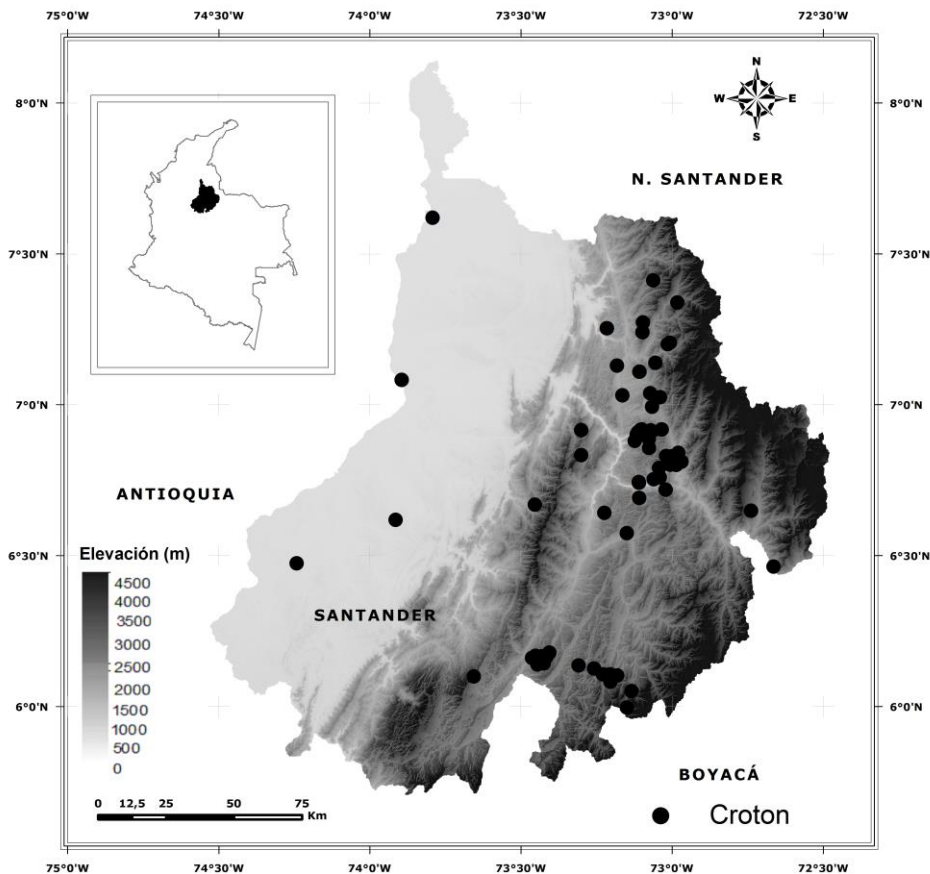 75°0'W 74°30'W 74°0'W 73°30'W 73°0'W 72°30'W
8°0'N 8°0'N
N
W E
S
N. SANTANDER
7°30'N 7°30'N
7°0'N 7°0'N
ANTIOQUIA
6°30'N 6°30'N
Elevación (m)
4500
4000
3500
3000
2500
2000
1500
1000
500
0
SANTANDER
6°0'N 6°0'N
BOYACÁ
0 12,5 25 50 75
Km
Croton
75°0'W 74°30'W 74°0'W 73°30'W 73°0'W 72°30'W